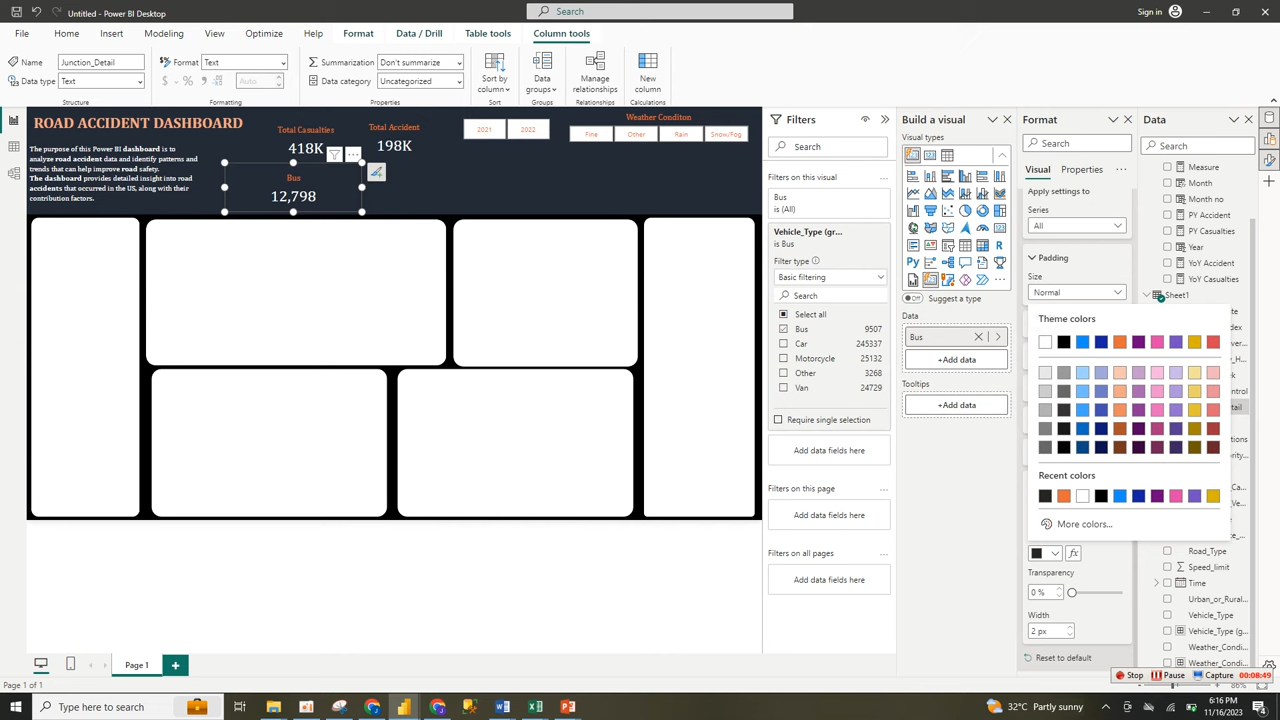 Untitled - Power BI Desktop
Search
Sign in
File
Home
Insert
Modeling
View
Optimize
Help
Format
Data / Drill
Table tools
Column tools
Name
Junction_Detail
Data type
Text
Structure
Format
Text
$
%
Auto
Formatting
Summarization
Don't summarize
Data category
Uncategorized
Properties
Sort by
column
Sort
Data
groups
Groups
Manage
relationships
Relationships
New
column
Calculations
ROAD ACCIDENT DASHBOARD
The purpose of this Power BI dashboard is to
analyze road accident data and identify patterns and
trends that can help improve road safety.
The dashboard provides detailed insight into road
accidents that occurred in the US, along with their
contribution factors.
Total Casualties
418K
Total Accident
198K
Bus
12,798
2021
2022
Weather Conditon
Fine
Other
Rain
Snow/Fog
Filters
Search
Filters on this visual
Bus
is (All)
Vehicle_Type (gr...
is Bus
Filter type
Basic filtering
Search
Select all
Bus 9507
Car 245337
Motorcycle 25132
Other 3268
Van 24729
Require single selection
Add data fields here
Filters on this page
Add data fields here
Filters on all pages
Add data fields here
Build a visual
Visual types
Suggest a type
Data
Bus
+Add data
Tooltips
+Add data
Format
Search
Visual
Properties
Apply settings to
Series
All
Padding
Size
Normal
Theme colors
Recent colors
More colors...
Transparency
0 %
Width
2 px
Reset to default
Data
Search
Measure
Month
Month no
PY Accident
PY Casualties
Year
YoY Accident
YoY Casualties
Sheet1
Road_Type
Speed_limit
Time
Urban_or_Rural...
Vehicle_Type
Vehicle_Type (g...
Weather_Condi...
Weather_Condi...
Page 1
Page 1 of 1
Stop
Pause
Capture
00:08:49
86%
Type here to search
32°C Partly sunny
6:16 PM
11/16/2023